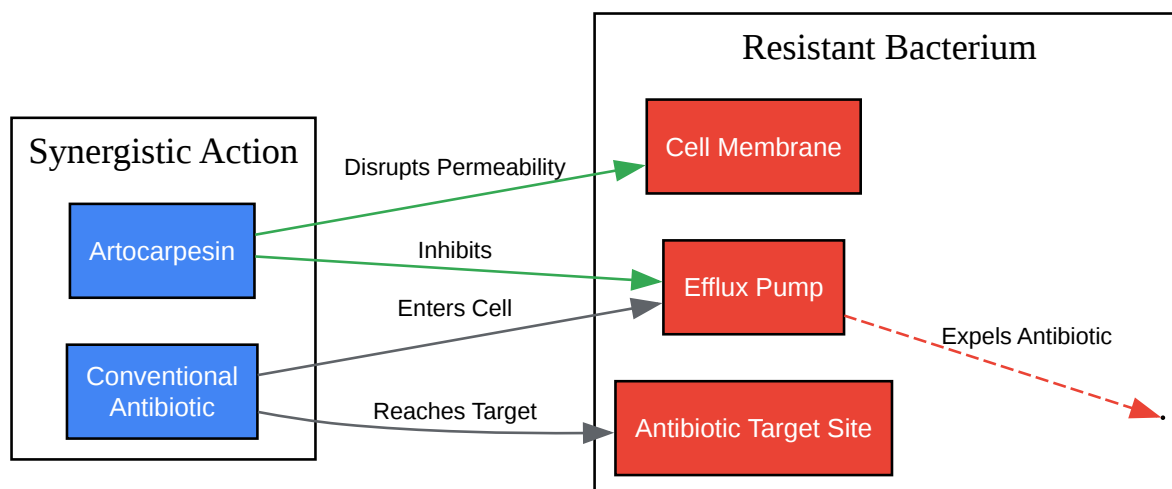 Resistant Bacterium
Synergistic Action
Cell Membrane
Disrupts Permeability
Artocarpesin
Inhibits
Efflux Pump
Enters Cell
Expels Antibiotic
Conventional
Antibiotic
Reaches Target
Antibiotic Target Site